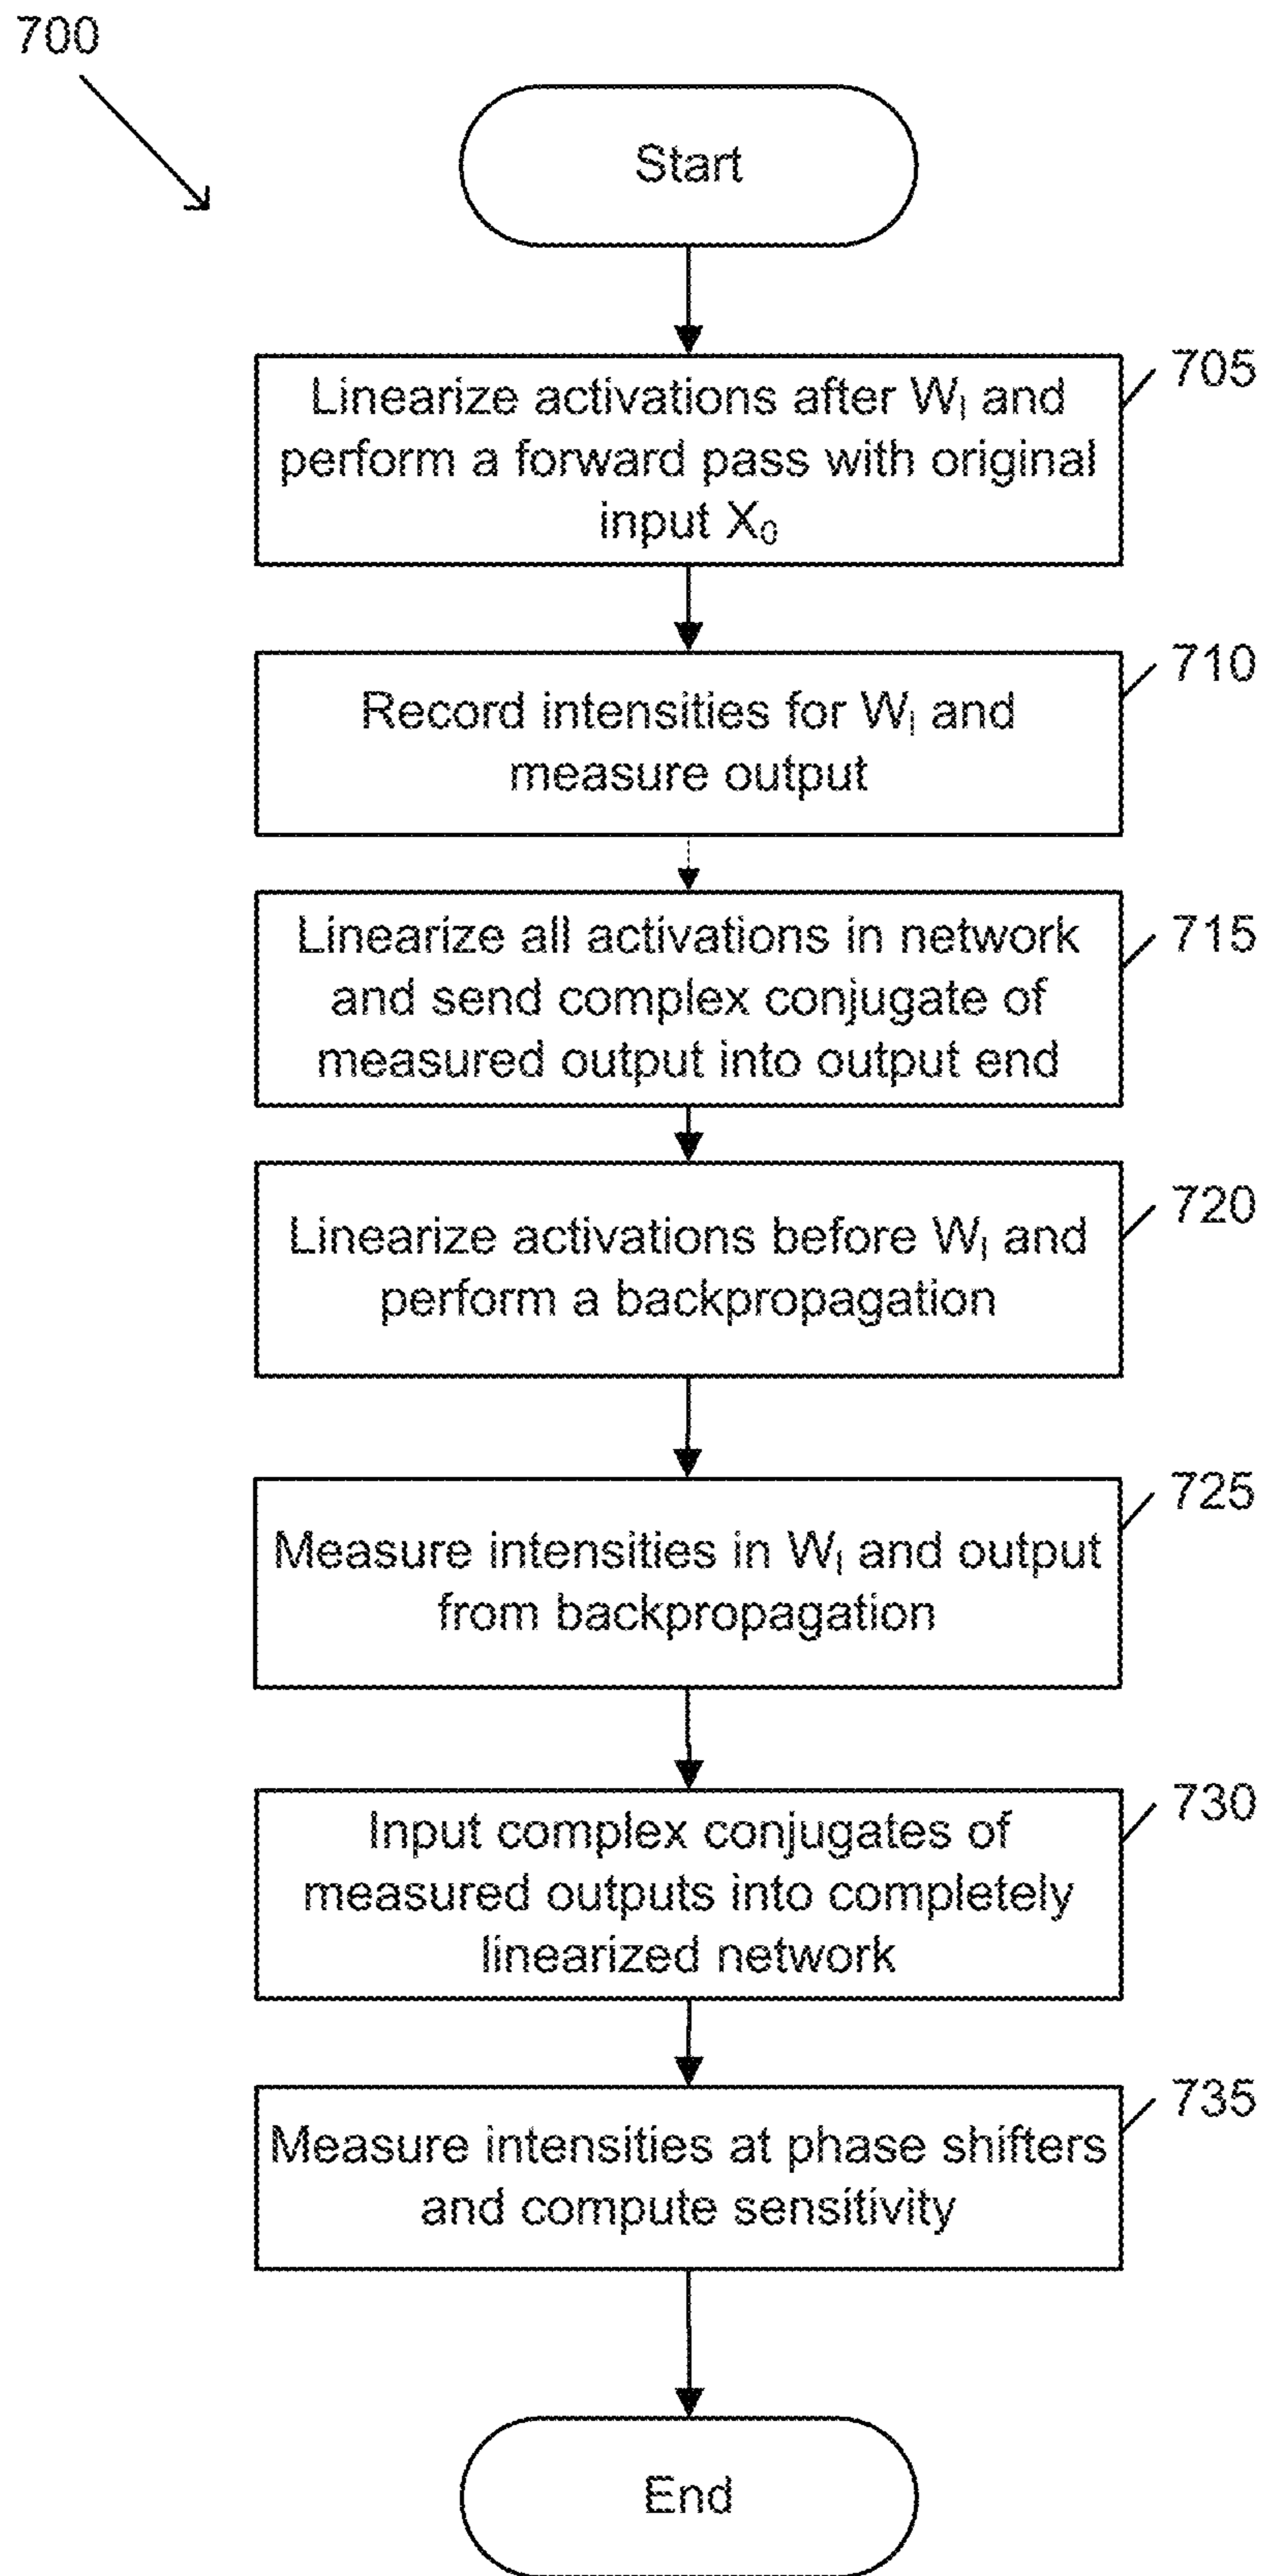 700
Start
705
Linearize activations after Wₗ and
perform a forward pass with original
input X₀
710
Record intensities for Wₗ and
measure output
715
Linearize all activations in network
and send complex conjugate of
measured output into output end
720
Linearize activations before Wₗ and
perform a backpropagation
725
Measure intensities in Wₗ and output
from backpropagation
730
Input complex conjugates of
measured outputs into completely
linearized network
735
Measure intensities at phase shifters
and compute sensitivity
End